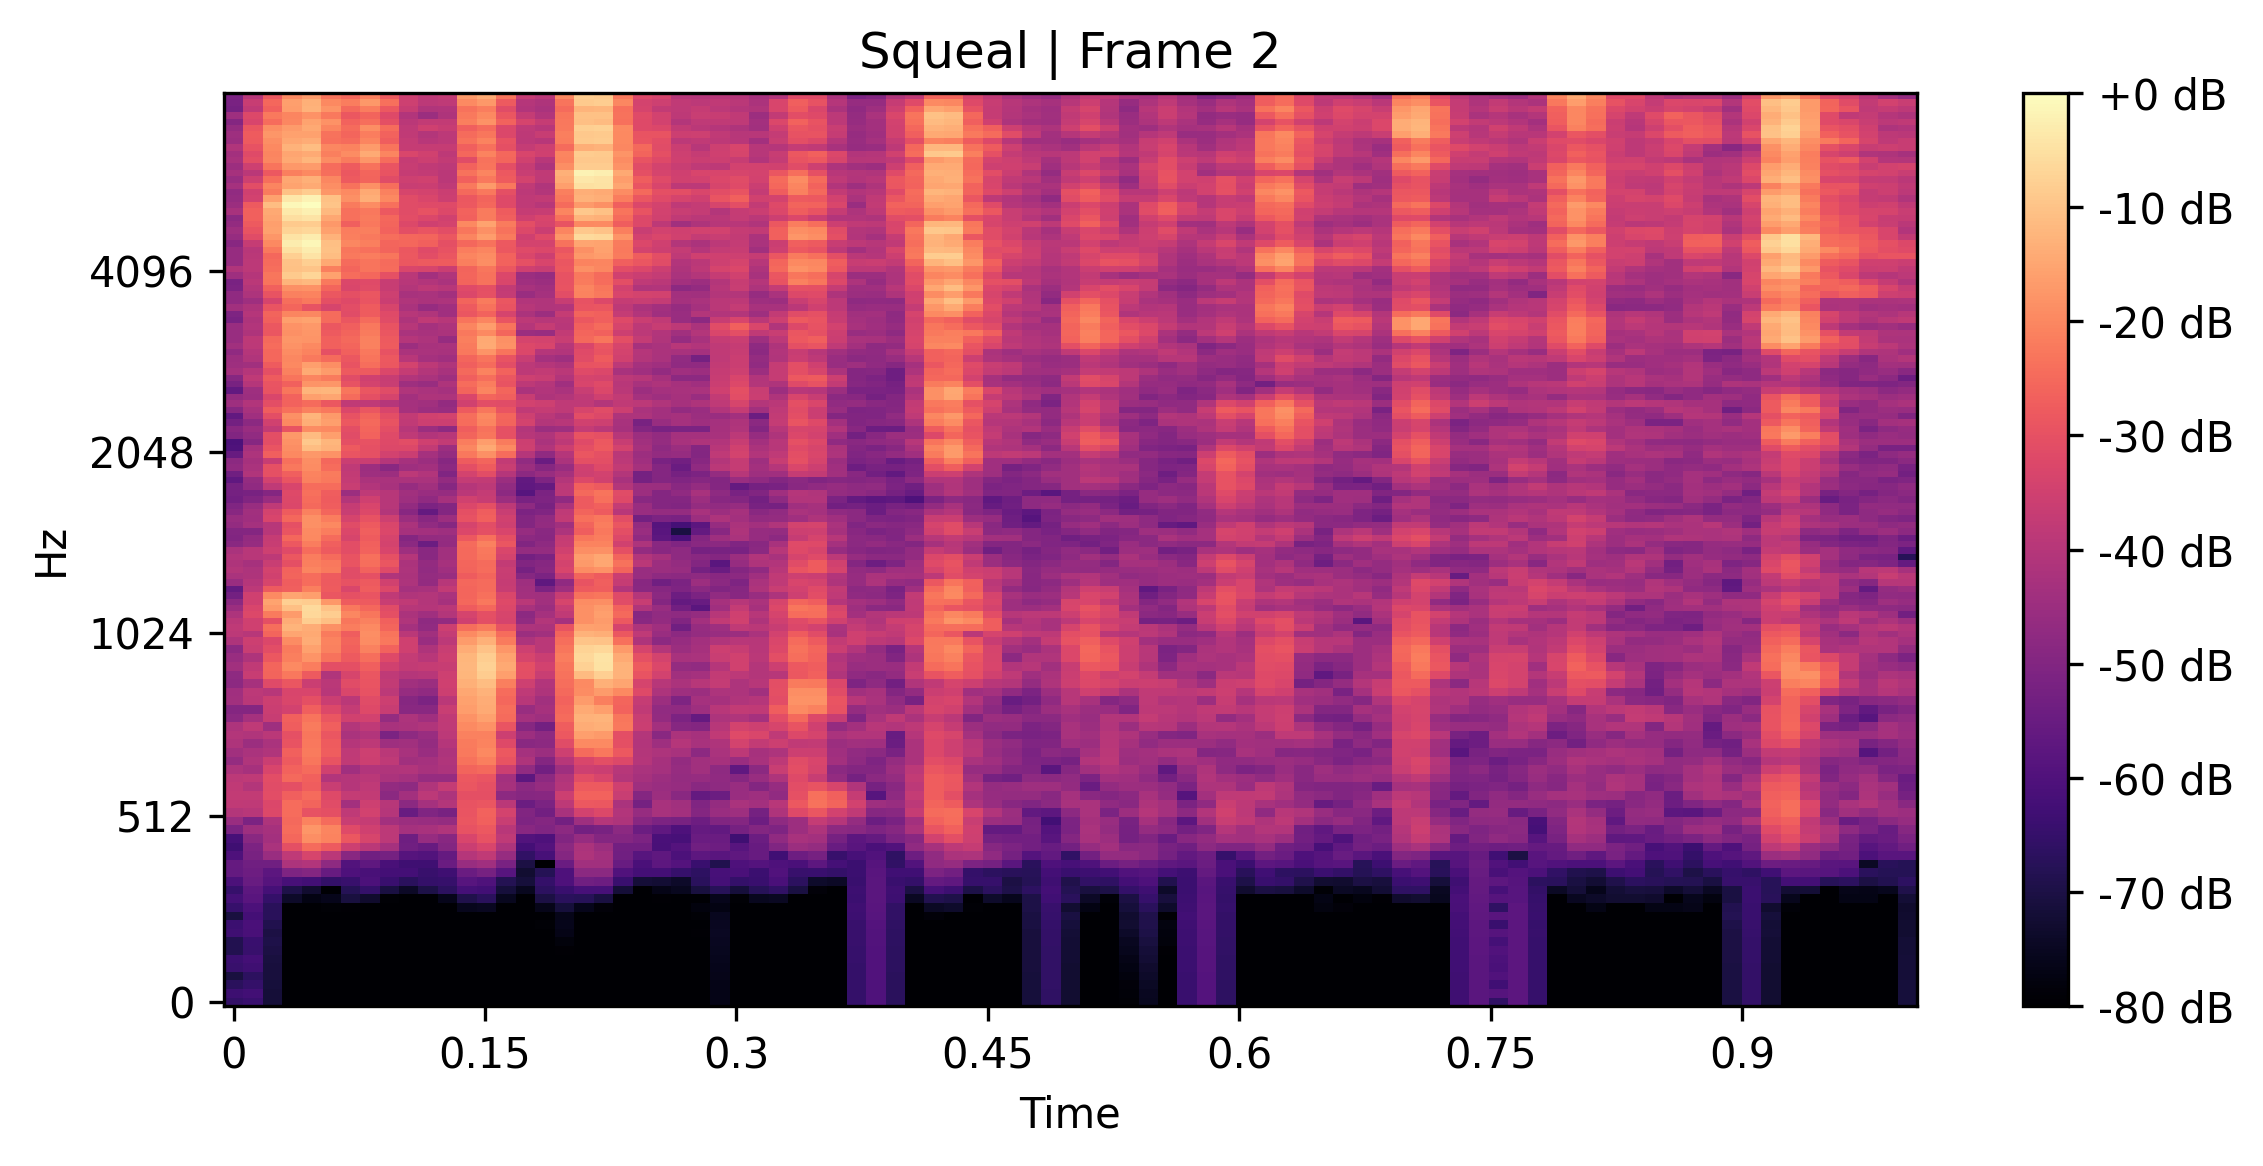 Squeal | Frame 2
Hz
4096
2048
1024
512
0
0 0.15 0.3 0.45 0.6 0.75 0.9
Time
+0 dB
-10 dB
-20 dB
-30 dB
-40 dB
-50 dB
-60 dB
-70 dB
-80 dB